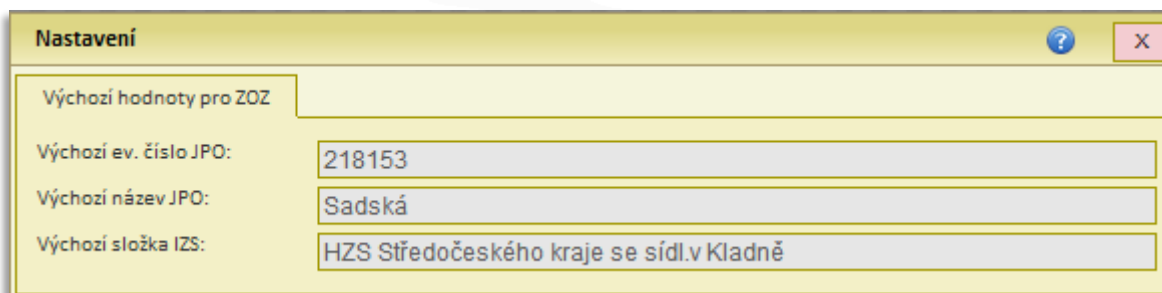 Nastavení ? X
Výchozí hodnoty pro ZOZ
Výchozí ev. číslo JPO: 218153
Výchozí název JPO: Sadská
Výchozí složka IZS: HZS Středočeského kraje se sídl.v Kladně